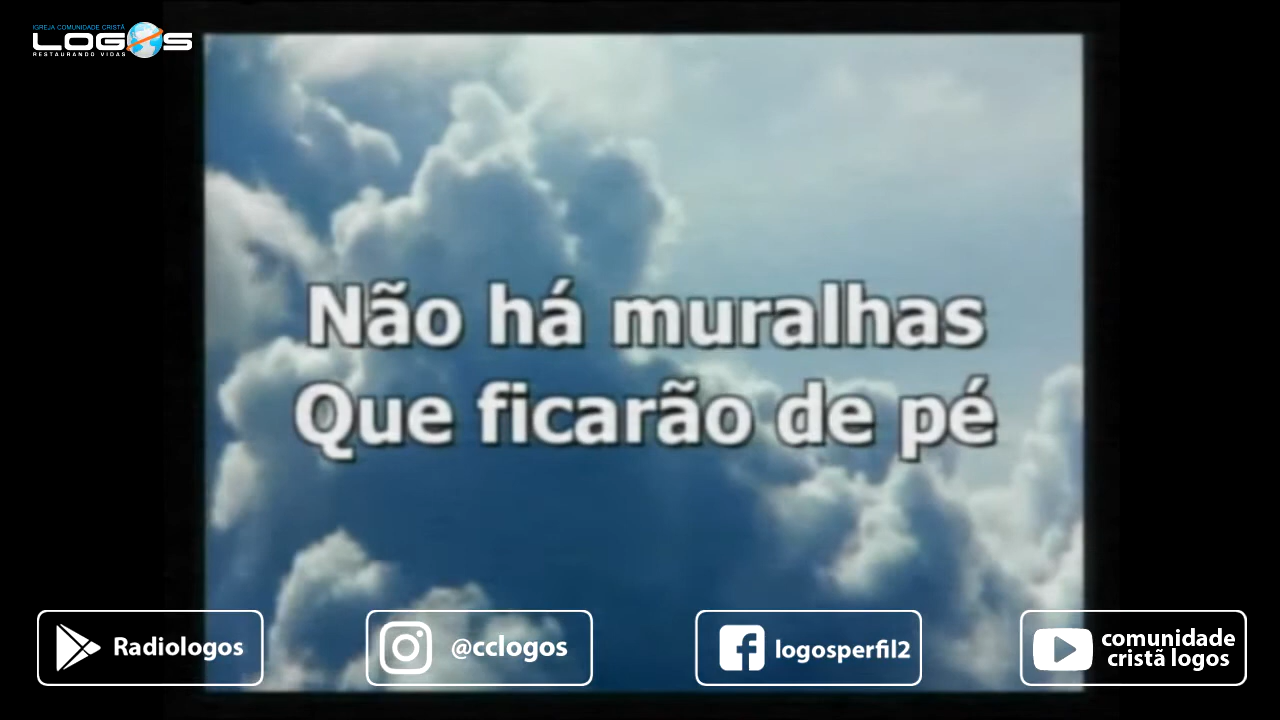 IGREJA COMUNIDADE CRISTÃ
LOGOS
RESTAURANDO VIDAS
Não há muralhas
Que ficarão de pé
Radiologos
@cclogos
logosperfil2
comunidade
cristã logos